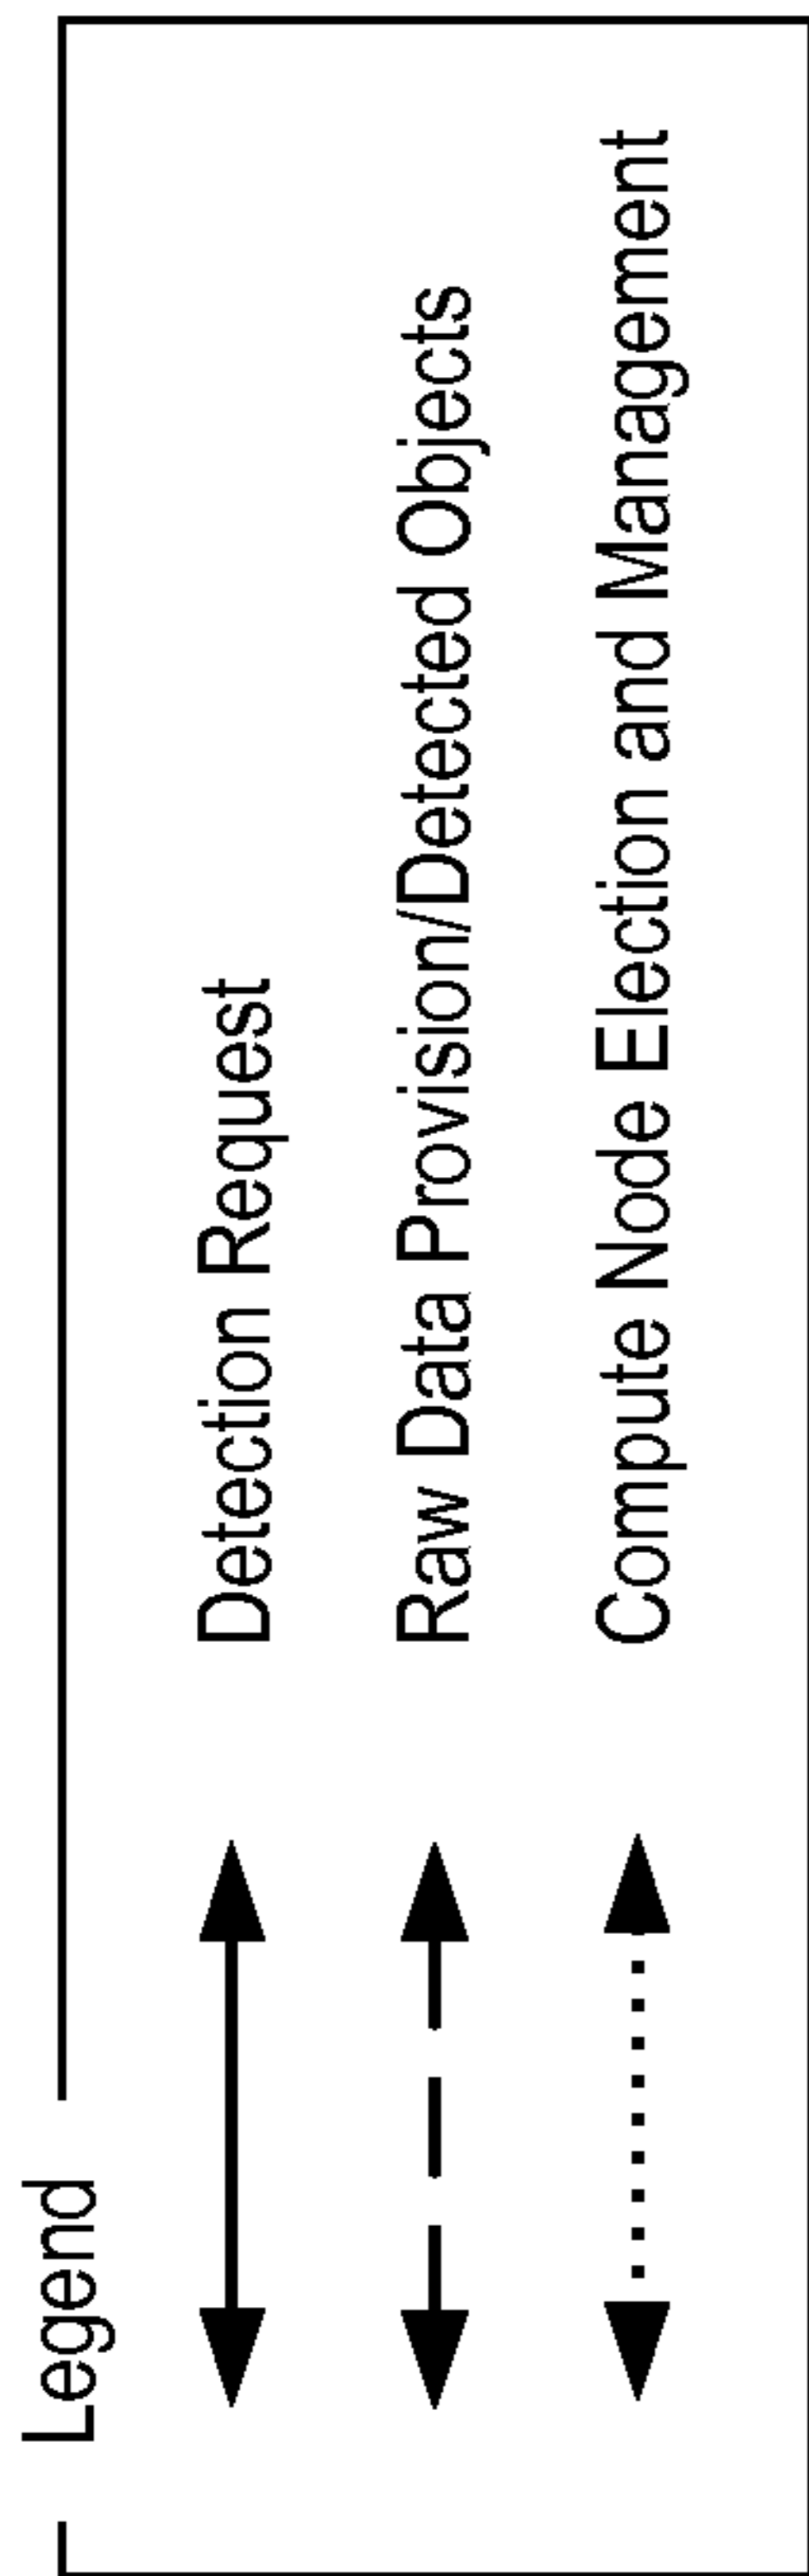 Legend
Detection Request
Raw Data Provision/Detected Objects
Compute Node Election and Management